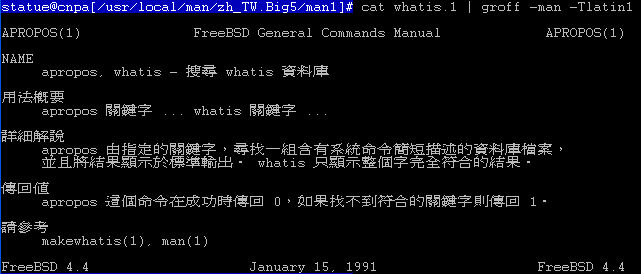 statue@cnpa[/usr/local/man/zh_TW.Big5/man1]# cat whatis.1 | groff -man -Tlatin1
APROPOS(1) FreeBSD General Commands Manual APROPOS(1)
NAME
apropos, whatis - 搜尋 whatis 資料庫
用法概要
apropos 關鍵字 ... whatis 關鍵字 ...
詳細解說
apropos 由指定的關鍵字，尋找一組含有系統命令簡短描述的資料庫檔案，
並且將結果顯示於標準輸出。 whatis 只顯示整個字完全符合的結果。
傳回值
apropos 這個命令在成功時傳回 0，如果找不到符合的關鍵字則傳回 1。
請參考
makewhatis(1), man(1)
FreeBSD 4.4 January 15, 1991 FreeBSD 4.4